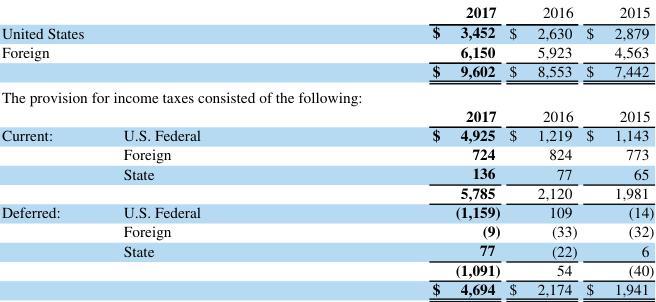 2017 2016 2015
United States $ 3,452 $ 2,630 $ 2,879
Foreign 6,150 5,923 4,563
$ 9,602 $ 8,553 $ 7,442
The provision for income taxes consisted of the following:
2017 2016 2015
Current: U.S. Federal $ 4,925 $ 1,219 $ 1,143
Foreign 724 824 773
State 136 77 65
5,785 2,120 1,981
Deferred: U.S. Federal (1,159) 109 (14)
Foreign (9) (33) (32)
State 77 (22) 6
(1,091) 54 (40)
$ 4,694 $ 2,174 $ 1,941